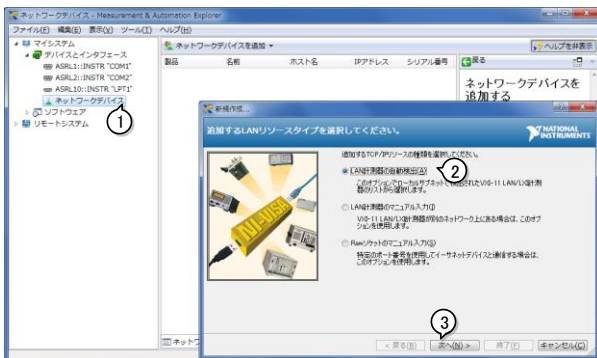 ネットワークデバイス - Measurement & Automation Explorer
ファイル(F) 編集(E) 表示(V) ツール(T) ヘルプ(H)
マイシステム
デバイスとインタフェース
ASRL1::INSTR "COM1"
ASRL2::INSTR "COM2"
ASRL10::INSTR "LPT1"
ネットワークデバイス
ソフトウェア
リモートシステム
①
ネットワークデバイスを追加
ヘルプを非表示
製品 名前 ホスト名 IPアドレス シリアル番号
戻る
ネットワークデバイスを
追加する
新規作成...
追加するLANリソースタイプを選択してください。
NATIONAL INSTRUMENTS
NI-VISA
追加するTCP/IPリソースの種類を選択してください。
LAN計測器の自動検出(A)
②
このオプションでローカルサブネットで検出されたVXI-11 LAN/LXI計測
器のリストから選択します。
LAN計測器のマニュアル入力(I)
VXI-11 LAN/LXI計測器が別のネットワーク上にある場合は、このオプ
ションを使用します。
Rawソケットのマニュアル入力(S)
特定のポート番号を使用してイーサネットデバイスと通信する場合は、
このオプションを使用します。
③
< 戻る(B) 次へ(N) > 終了(F) キャンセル(C)
ネットワ